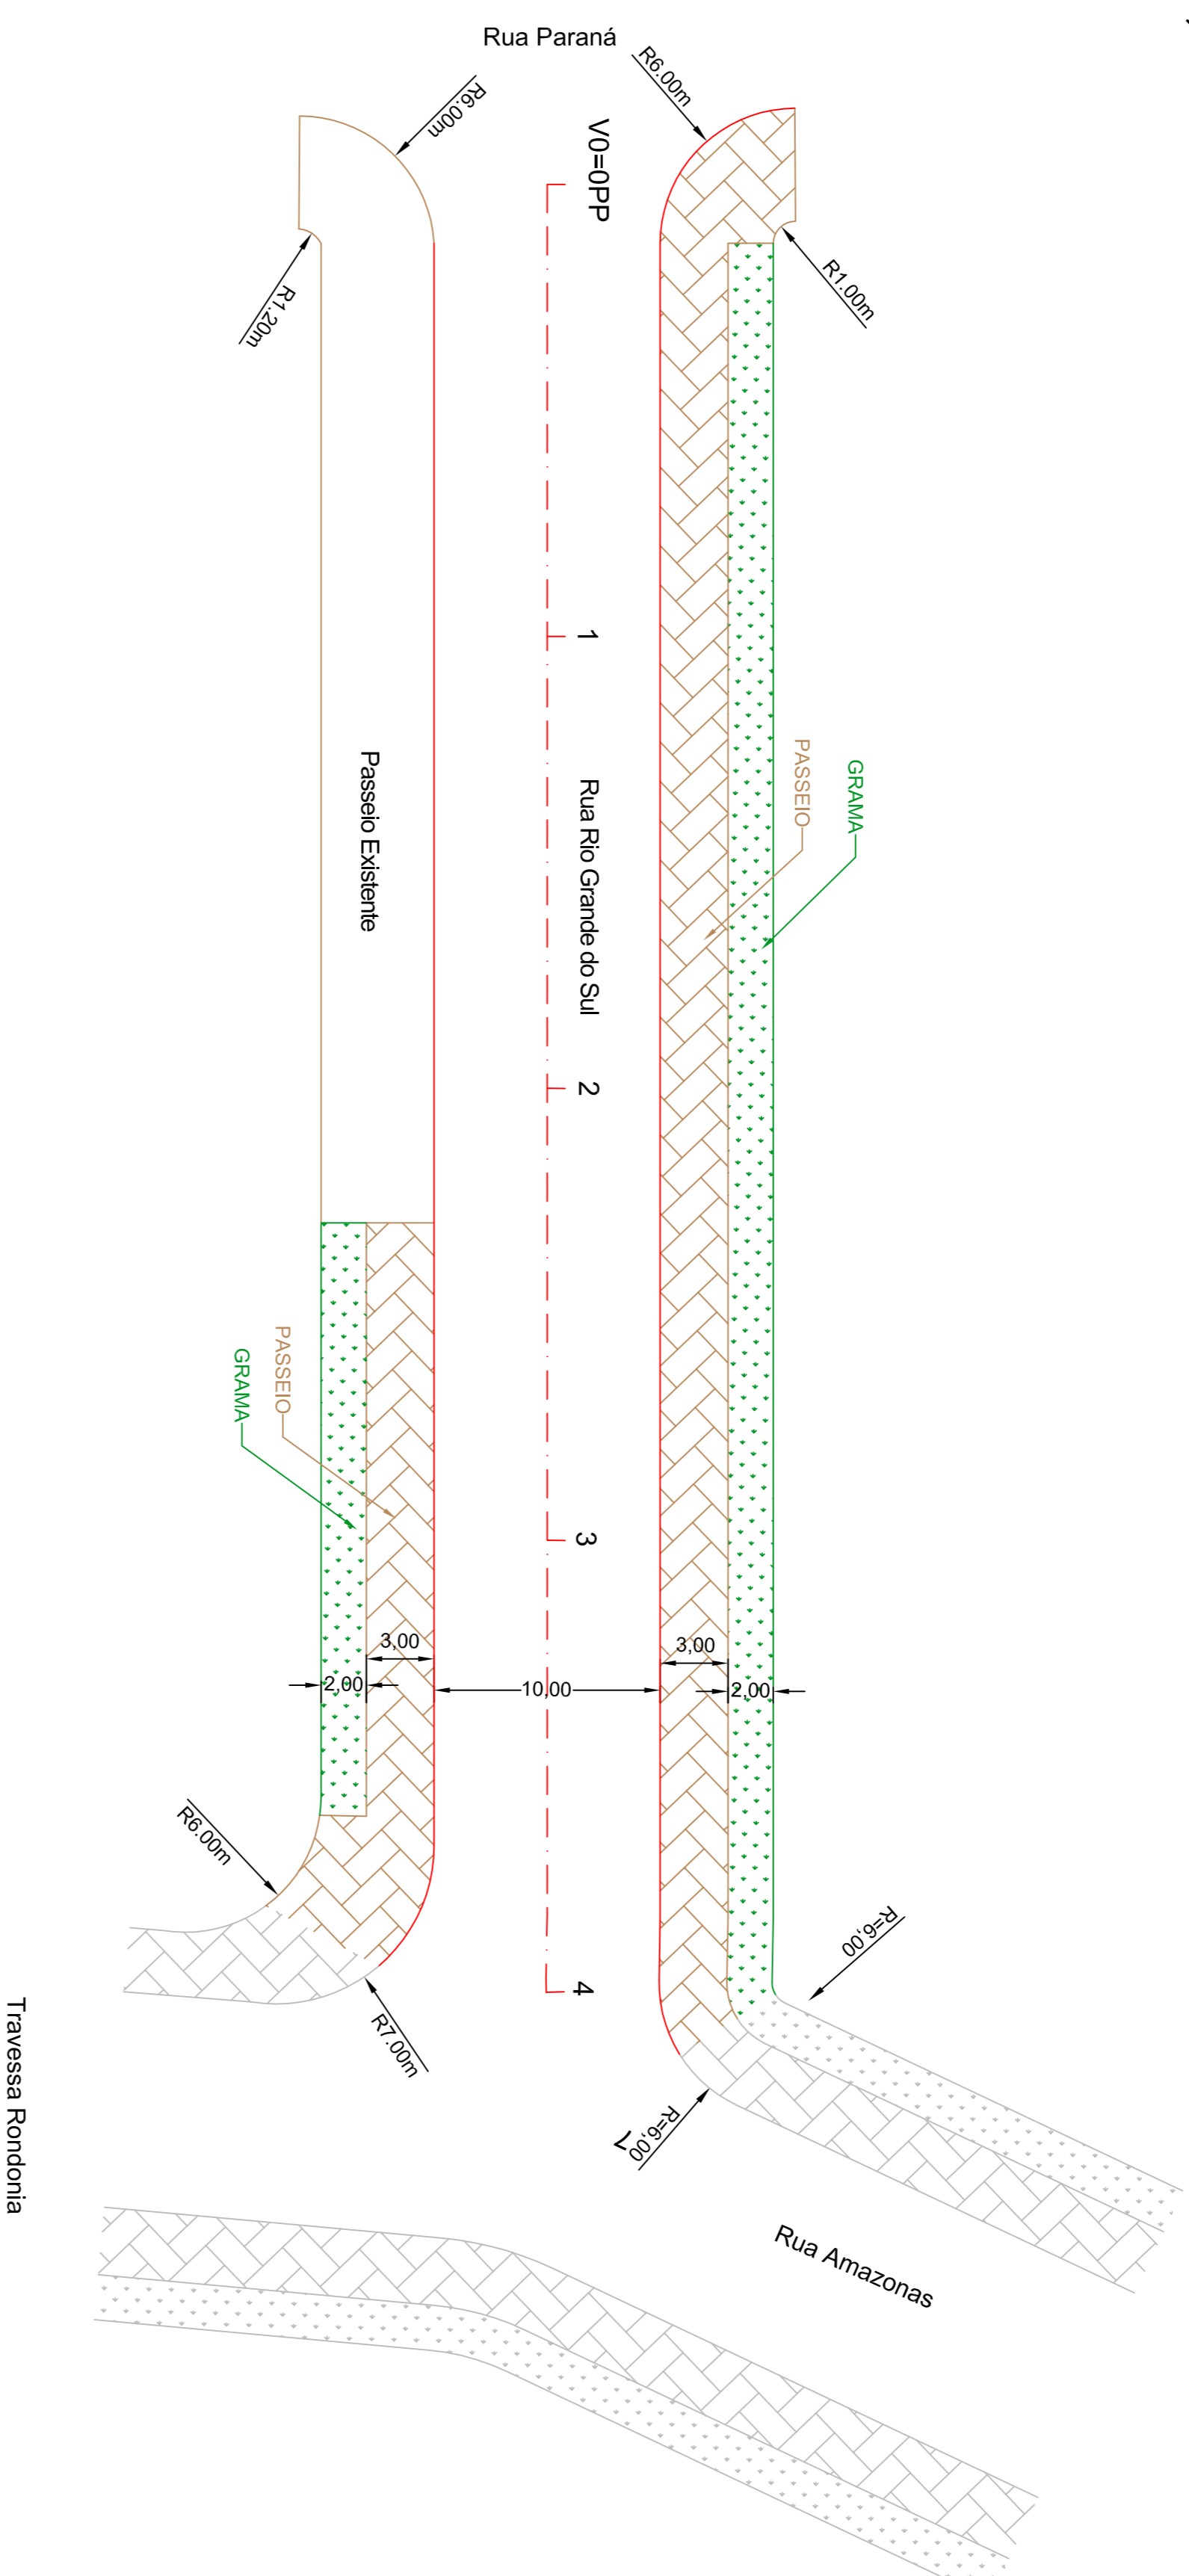 Rua Paraná
R6.00m
R6.00m
V0=0PP
R1.20m
R1.00m
1
GRAMA
PASSEIO
Passeio Existente
Rua Rio Grande do Sul
2
PASSEIO
GRAMA
3
3,00
3,00
2,00
10,00
2,00
R6.00m
R=6,00
4
R7.00m
R=6,00
7
Travessa Rondonia
Rua Amazonas